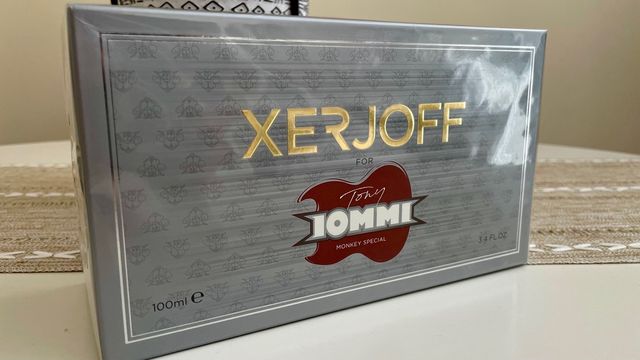 XERJOFF
FOR
Tony
IOMMI
MONKEY SPECIAL
100ml ℮
3.4 FL.OZ